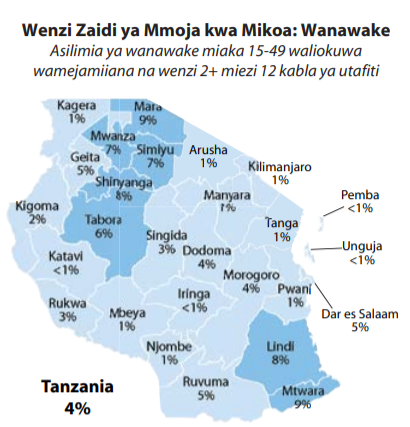 Wenzi Zaidi ya Mmoja kwa Mikoa: Wanawake
Asilimia ya wanawake miaka 15-49 waliokuwa
wamejamiiana na wenzi 2+ miezi 12 kabla ya utafiti
Kagera
1%
Mara
9%
Mwanza
7%
Simiyu
7%
Arusha
1%
Geita
5%
Kilimanjaro
1%
Shinyanga
8%
Manyara
1%
Pemba
<1%
Kigoma
2%
Tabora
6%
Tanga
1%
Singida
3%
Dodoma
4%
Unguja
<1%
Katavi
<1%
Morogoro
4%
Pwani
1%
Iringa
<1%
Dar es Salaam
5%
Rukwa
3%
Mbeya
1%
Njombe
1%
Lindi
8%
Ruvuma
5%
Mtwara
9%
Tanzania
4%